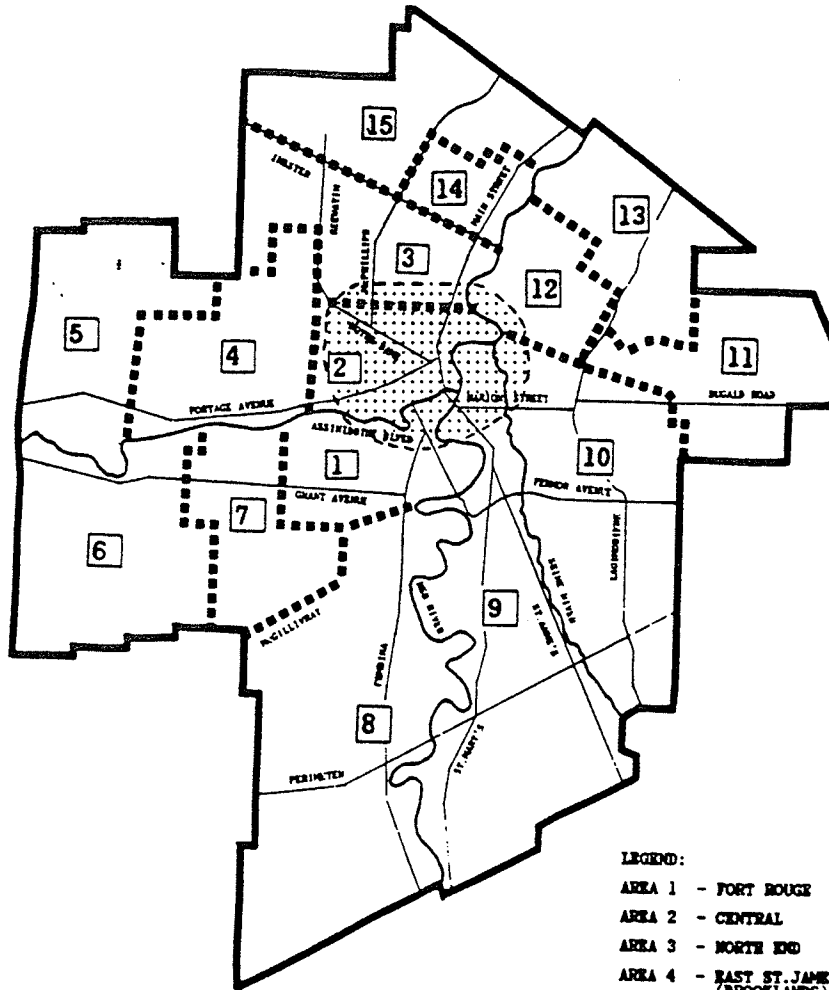 15
INKSTER
14
MAIN STREET
13
KEEWATIN
McPHILLIPS
3
12
5
4
11
2
PORTAGE AVENUE
MARION STREET
DUGALD ROAD
ASSINIBOINE RIVER
1
10
GRANT AVENUE
FERMOR AVENUE
7
6
LAGIMODIERE
SEINE RIVER
RED RIVER
9
ST.ANNE'S
McGILLIVRAY
PEMBINA
8
ST.MARY'S
PERIMETER
LEGEND:
AREA 1 - FORT ROUGE
AREA 2 - CENTRAL
AREA 3 - NORTH END
AREA 4 - EAST ST.JAME
(BROOKLANDS)